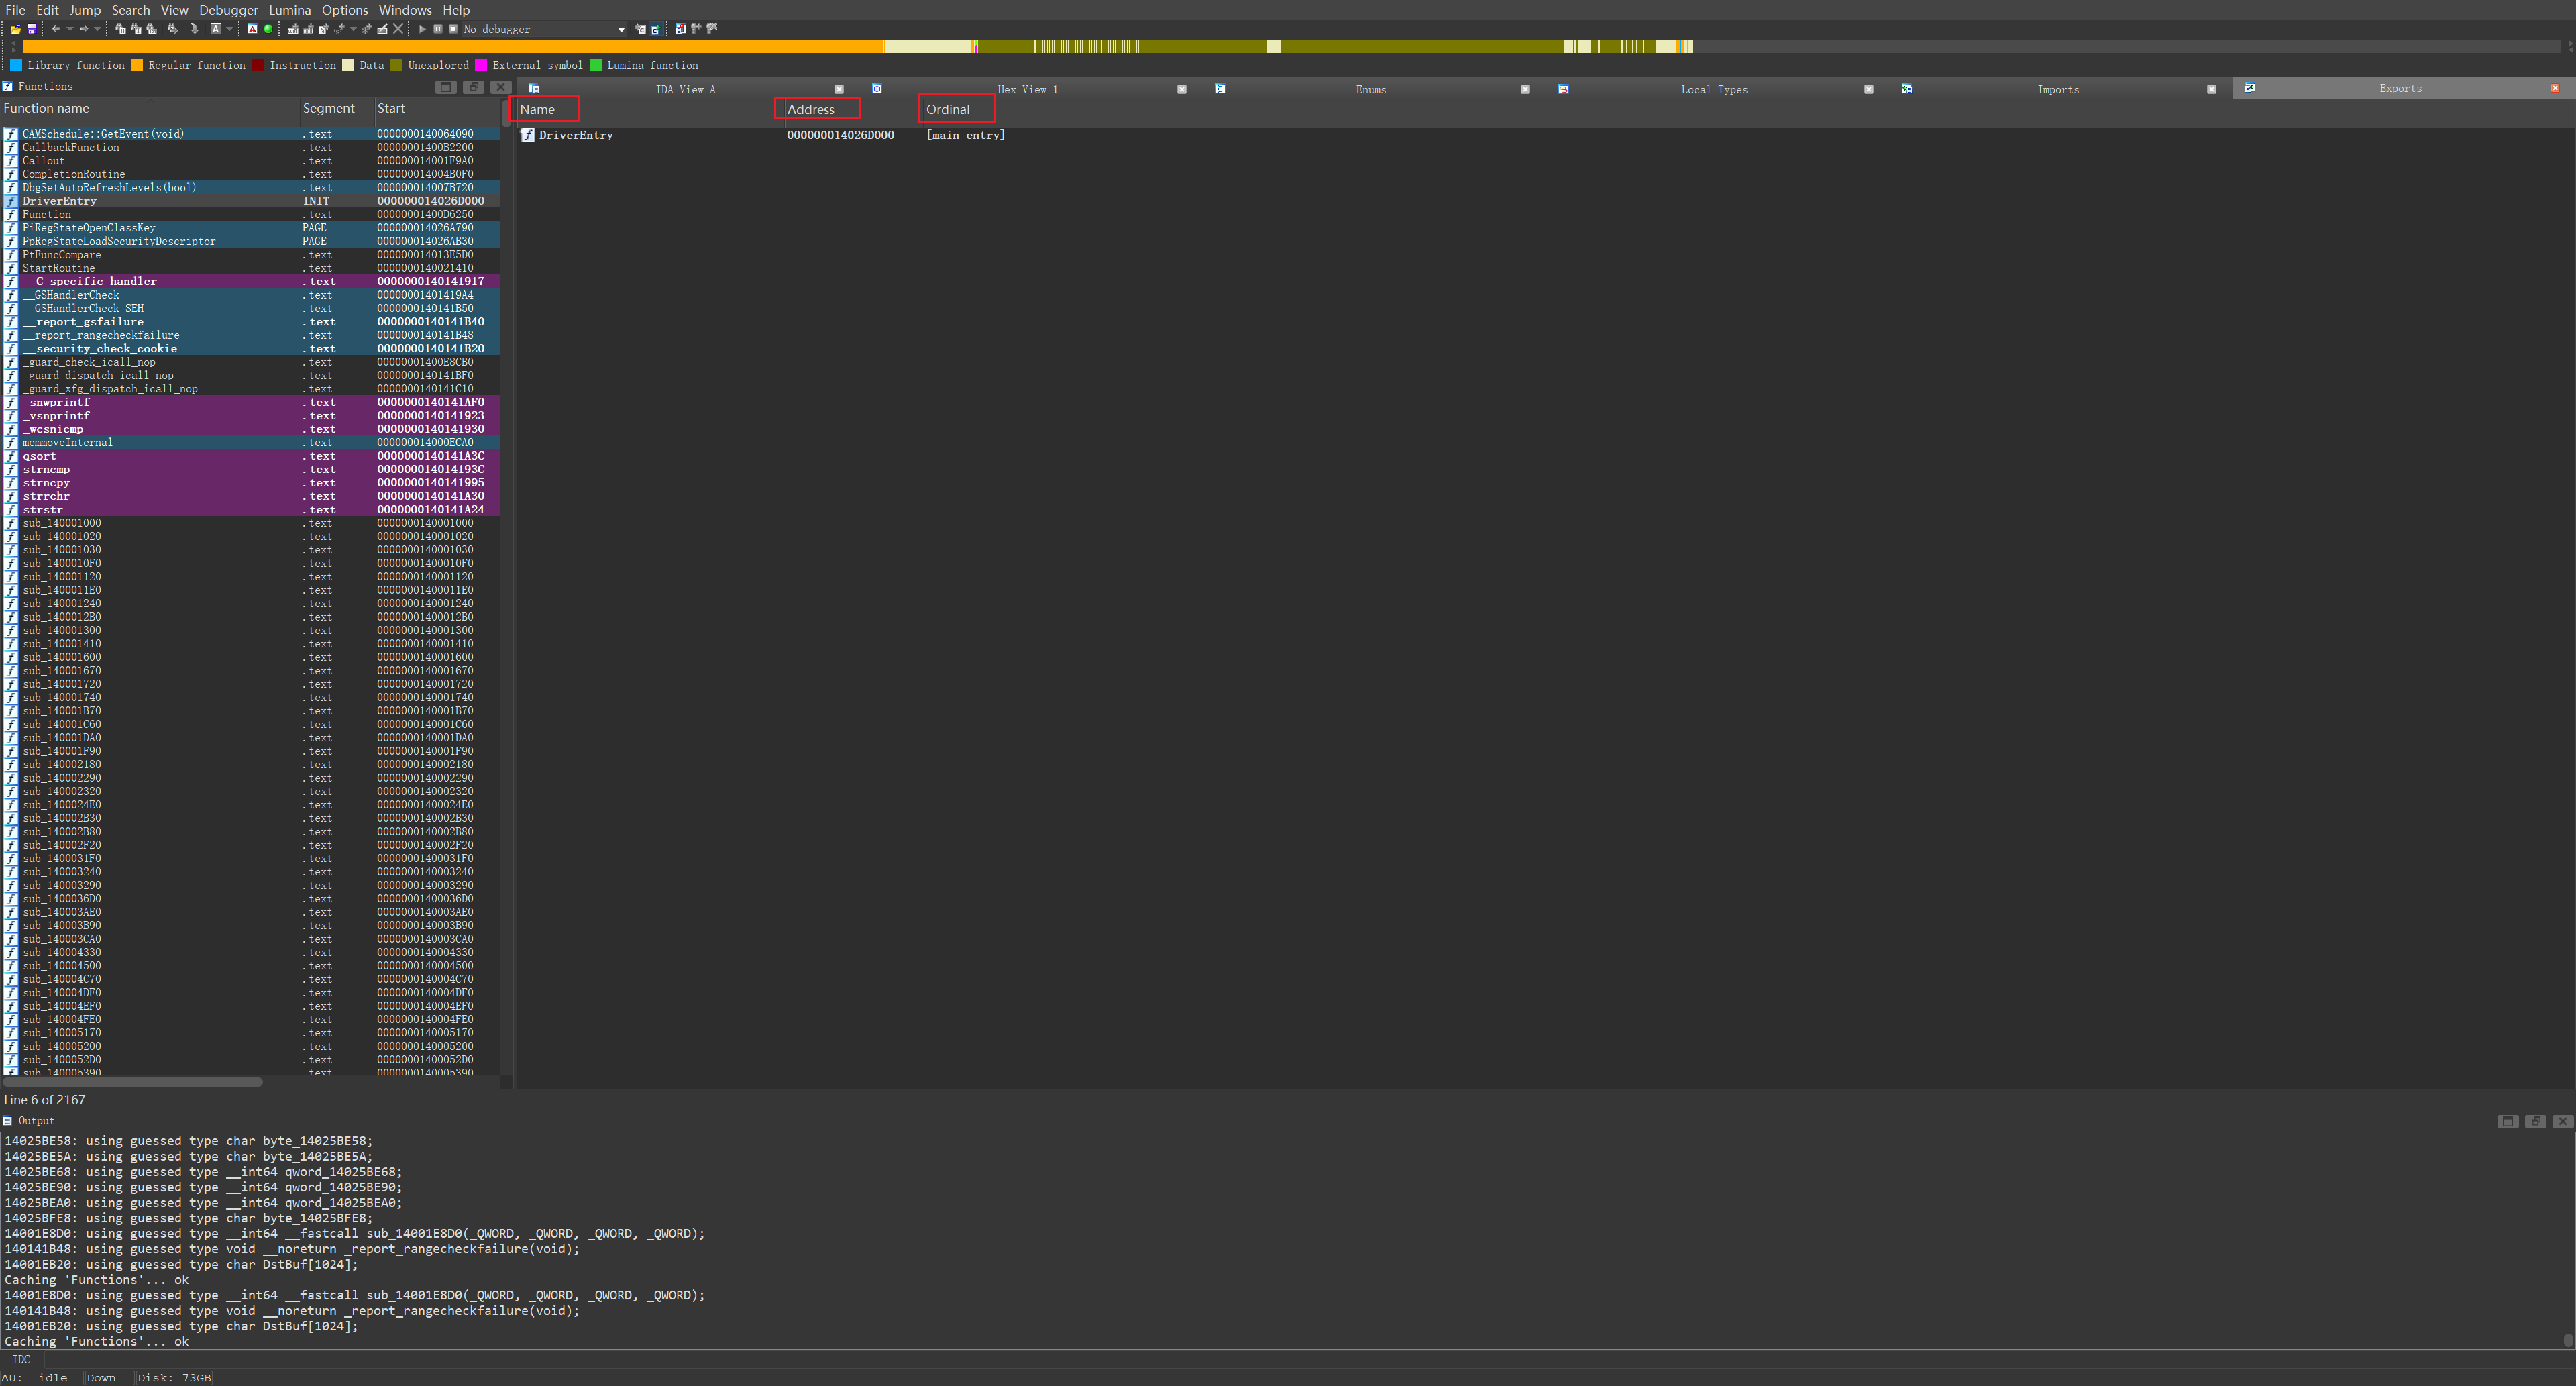 File Edit Jump Search View Debugger Lumina Options Windows Help
No debugger
Library function Regular function Instruction Data Unexplored External symbol Lumina function
Functions
Function name Segment Start
CAMSchedule::GetEvent(void) .text 0000000140064090
CallbackFunction .text 00000001400B2200
Callout .text 000000014001F9A0
CompletionRoutine .text 000000014004B0F0
DbgSetAutoRefreshLevels(bool) .text 000000014007B720
DriverEntry INIT 000000014026D000
Function .text 00000001400D6250
PiRegStateOpenClassKey PAGE 000000014026A790
PpRegStateLoadSecurityDescriptor PAGE 000000014026AB30
PtFuncCompare .text 000000014013E5D0
StartRoutine .text 0000000140021410
__C_specific_handler .text 0000000140141917
__GSHandlerCheck .text 00000001401419A4
__GSHandlerCheck_SEH .text 0000000140141B50
__report_gsfailure .text 0000000140141B40
__report_rangecheckfailure .text 0000000140141B48
__security_check_cookie .text 0000000140141B20
_guard_check_icall_nop .text 00000001400E8CB0
_guard_dispatch_icall_nop .text 0000000140141BF0
_guard_xfg_dispatch_icall_nop .text 0000000140141C10
_snwprintf .text 0000000140141AF0
_vsnprintf .text 0000000140141923
_wcsnicmp .text 0000000140141930
memmoveInternal .text 000000014000ECA0
qsort .text 0000000140141A3C
strncmp .text 000000014014193C
strncpy .text 0000000140141995
strrchr .text 0000000140141A30
strstr .text 0000000140141A24
sub_140001000 .text 0000000140001000
sub_140001020 .text 0000000140001020
sub_140001030 .text 0000000140001030
sub_1400010F0 .text 00000001400010F0
sub_140001120 .text 0000000140001120
sub_1400011E0 .text 00000001400011E0
sub_140001240 .text 0000000140001240
sub_1400012B0 .text 00000001400012B0
sub_140001300 .text 0000000140001300
sub_140001410 .text 0000000140001410
sub_140001600 .text 0000000140001600
sub_140001670 .text 0000000140001670
sub_140001720 .text 0000000140001720
sub_140001740 .text 0000000140001740
sub_140001B70 .text 0000000140001B70
sub_140001C60 .text 0000000140001C60
sub_140001DA0 .text 0000000140001DA0
sub_140001F90 .text 0000000140001F90
sub_140002180 .text 0000000140002180
sub_140002290 .text 0000000140002290
sub_140002320 .text 0000000140002320
sub_1400024E0 .text 00000001400024E0
sub_140002B30 .text 0000000140002B30
sub_140002B80 .text 0000000140002B80
sub_140002F20 .text 0000000140002F20
sub_1400031F0 .text 00000001400031F0
sub_140003240 .text 0000000140003240
sub_140003290 .text 0000000140003290
sub_1400036D0 .text 00000001400036D0
sub_140003AE0 .text 0000000140003AE0
sub_140003B90 .text 0000000140003B90
sub_140003CA0 .text 0000000140003CA0
sub_140004330 .text 0000000140004330
sub_140004500 .text 0000000140004500
sub_140004C70 .text 0000000140004C70
sub_140004DF0 .text 0000000140004DF0
sub_140004EF0 .text 0000000140004EF0
sub_140004FE0 .text 0000000140004FE0
sub_140005170 .text 0000000140005170
sub_140005200 .text 0000000140005200
sub_1400052D0 .text 00000001400052D0
sub_140005390 .text 0000000140005390
Line 6 of 2167
IDA View-A Hex View-1 Enums Local Types Imports Exports
Name Address Ordinal
DriverEntry 000000014026D000 [main entry]
Output
14025BE58: using guessed type char byte_14025BE58;
14025BE5A: using guessed type char byte_14025BE5A;
14025BE68: using guessed type __int64 qword_14025BE68;
14025BE90: using guessed type __int64 qword_14025BE90;
14025BEA0: using guessed type __int64 qword_14025BEA0;
14025BFE8: using guessed type char byte_14025BFE8;
14001E8D0: using guessed type __int64 __fastcall sub_14001E8D0(_QWORD, _QWORD, _QWORD, _QWORD);
140141B48: using guessed type void __noreturn _report_rangecheckfailure(void);
14001EB20: using guessed type char DstBuf[1024];
Caching 'Functions'... ok
14001E8D0: using guessed type __int64 __fastcall sub_14001E8D0(_QWORD, _QWORD, _QWORD, _QWORD);
140141B48: using guessed type void __noreturn _report_rangecheckfailure(void);
14001EB20: using guessed type char DstBuf[1024];
Caching 'Functions'... ok
IDC
AU: idle Down Disk: 73GB